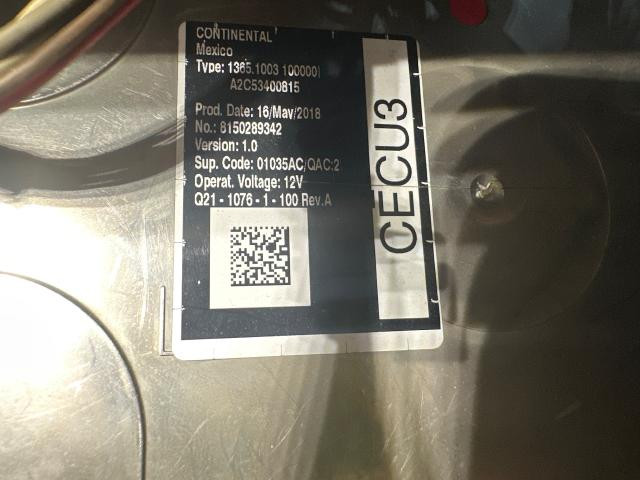 CONTINENTAL
Mexico
Type: 1365.1003 1000001
A2C53400815
Prod. Date: 16/May/2018
No.: 8150289342
Version: 1.0
Sup. Code: 01035AC/QAC:2
Operat. Voltage: 12V
Q21 - 1076 - 1 - 100 Rev.A
CECU3